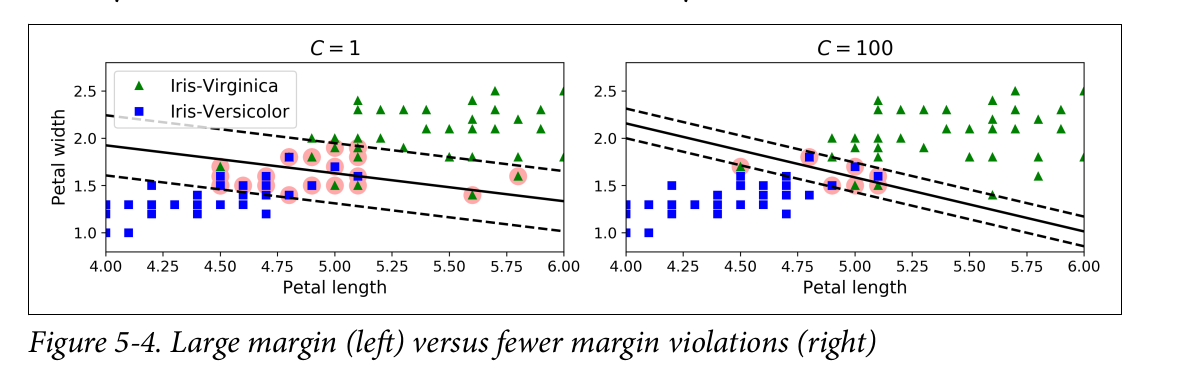 C = 1
C = 100
Iris-Virginica
Iris-Versicolor
Petal width
2.5
2.0
1.5
1.0
2.5
2.0
1.5
1.0
4.00 4.25 4.50 4.75 5.00 5.25 5.50 5.75 6.00
4.00 4.25 4.50 4.75 5.00 5.25 5.50 5.75 6.00
Petal length
Petal length
Figure 5-4. Large margin (left) versus fewer margin violations (right)